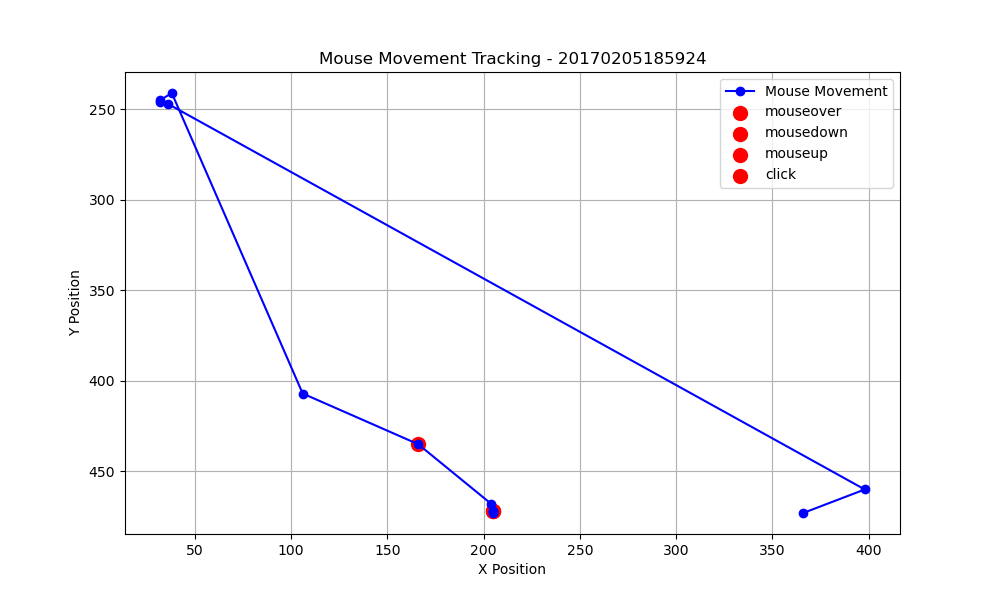 Mouse Movement Tracking - 20170205185924
Mouse Movement
mouseover
mousedown
mouseup
click
Y Position
250
300
350
400
450
50 100 150 200 250 300 350 400
X Position